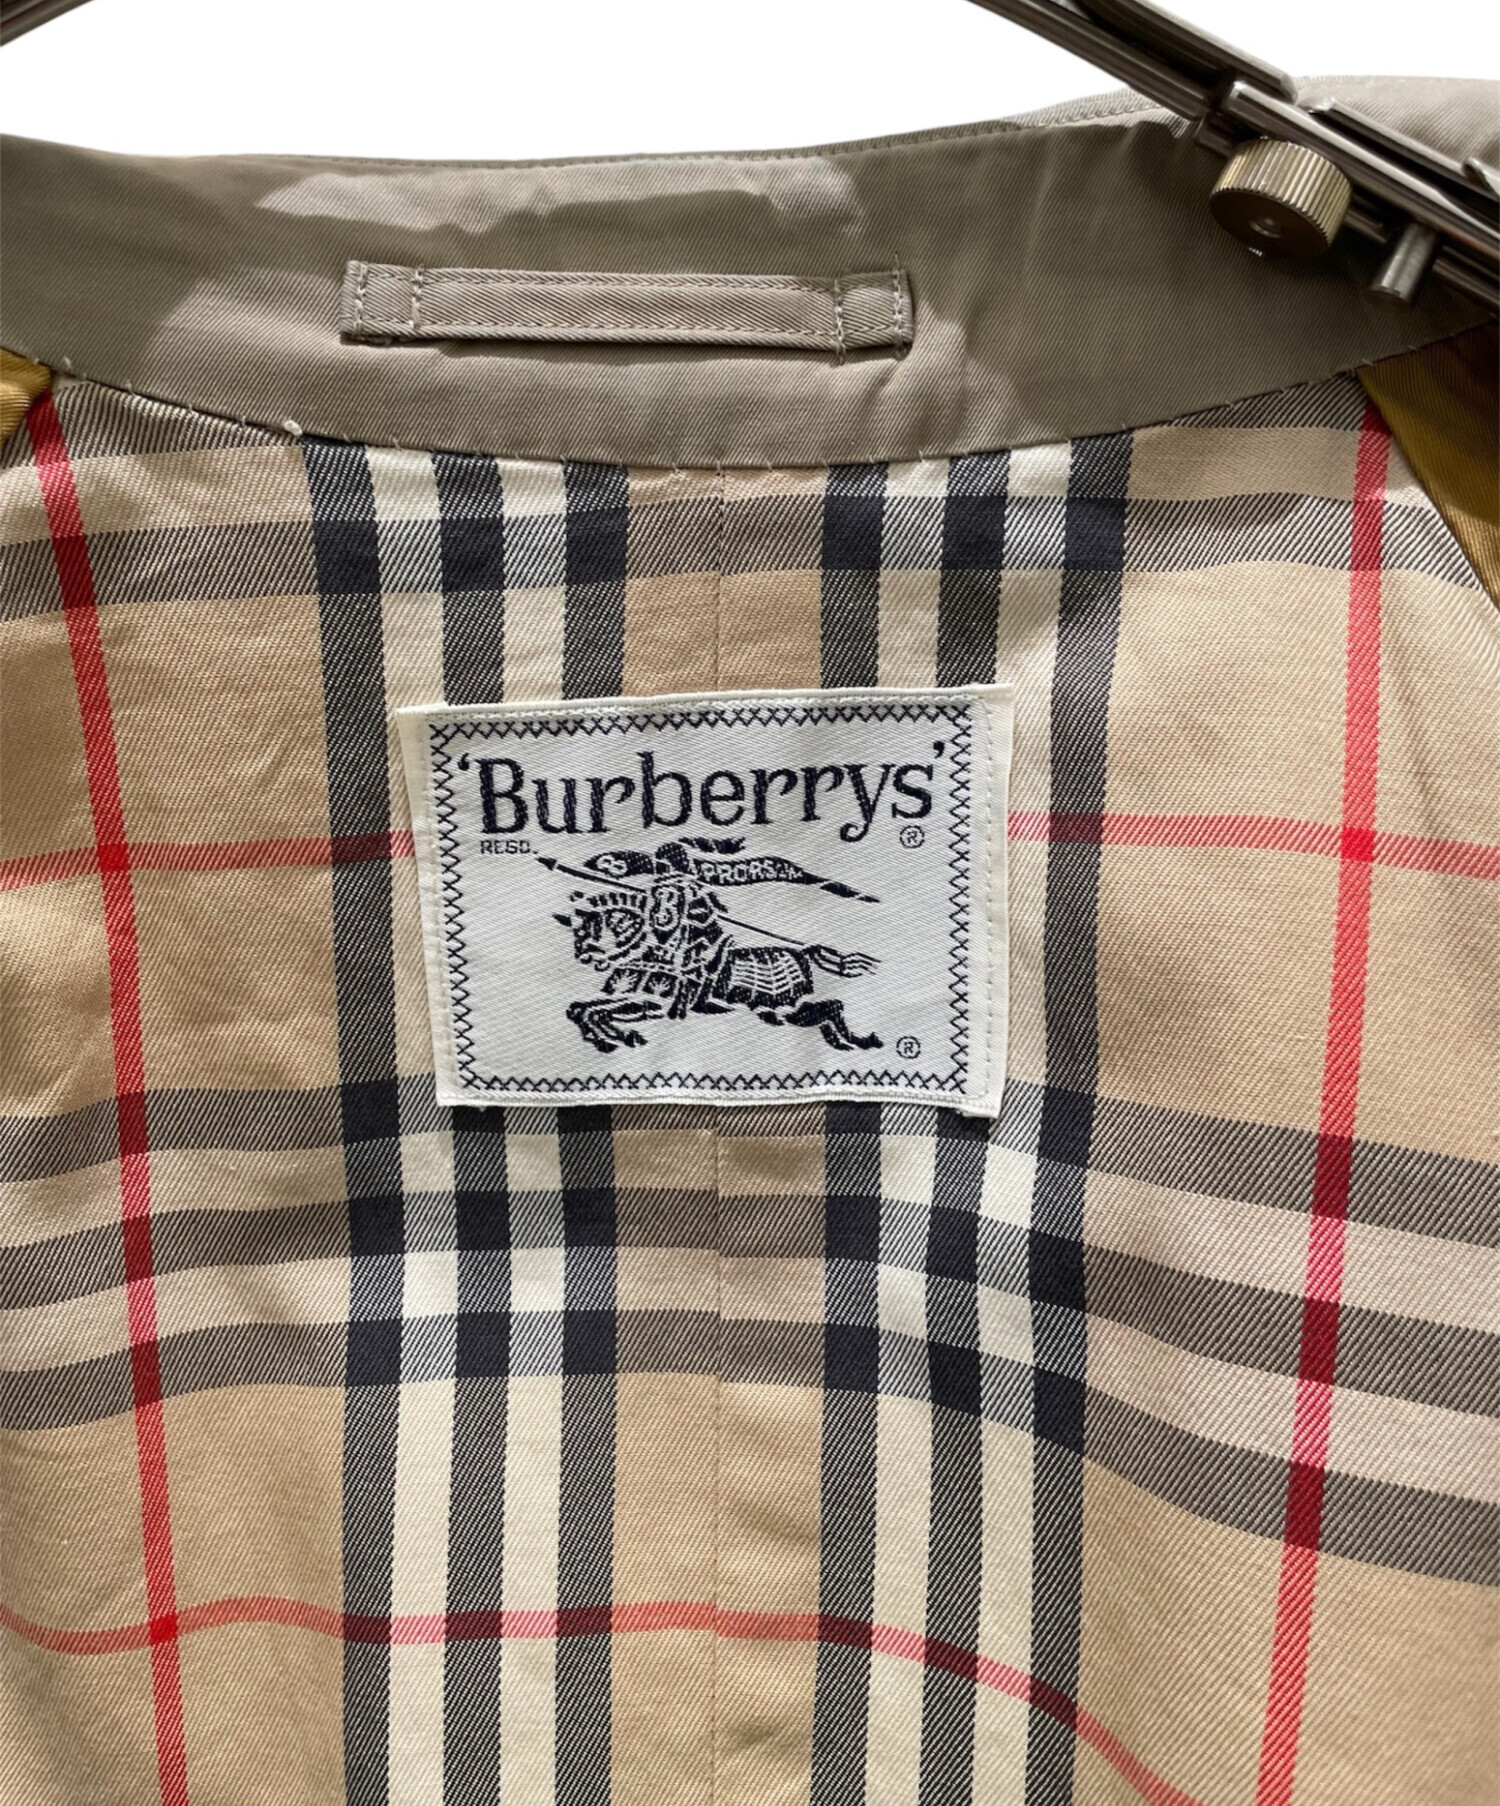 'Burberrys'
REGD. ®
PRORSUM
B
®